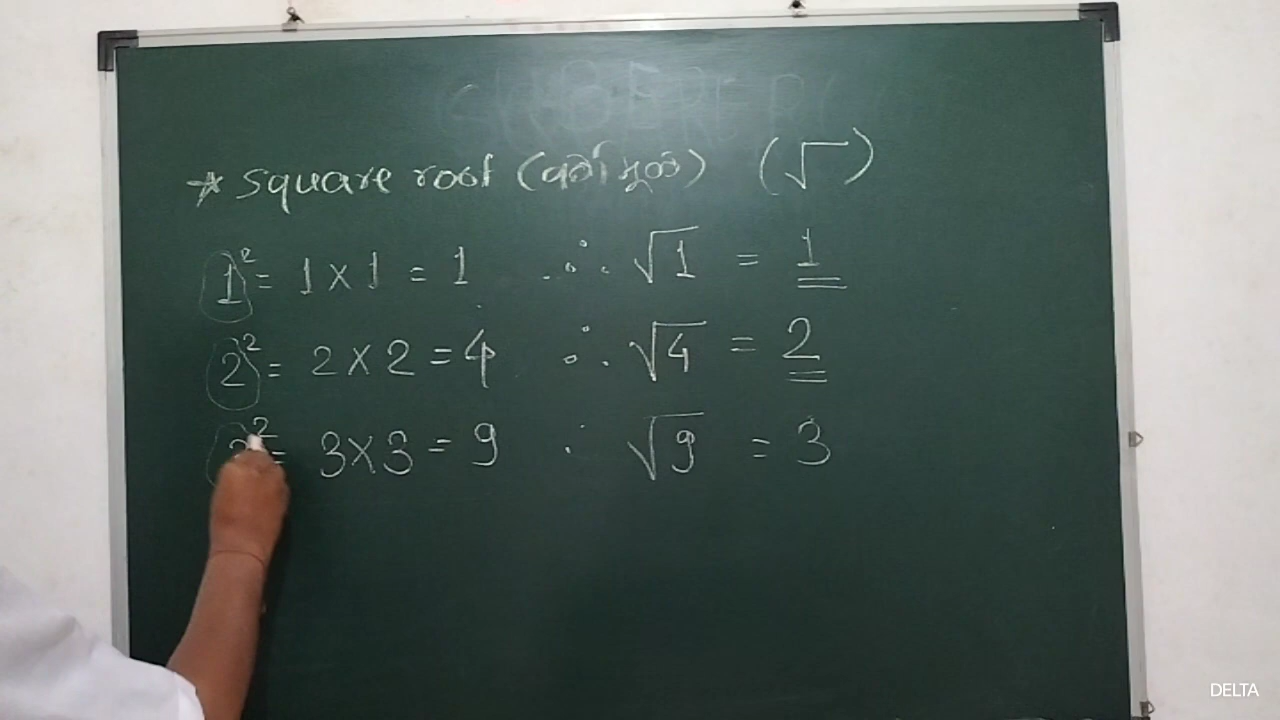 * square root (वर्ग मूळ) (√)
1² = 1 × 1 = 1 ∴ √1 = 1
2² = 2 × 2 = 4 ∴ √4 = 2
3² = 3 × 3 = 9 ∴ √9 = 3
DELTA